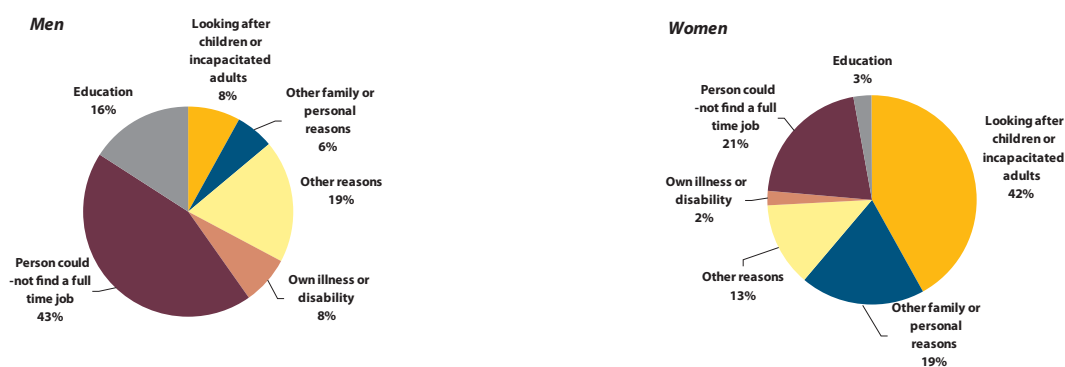 Men
Looking after
children or
incapacitated
adults
8%
Other family or
personal
reasons
6%
Other reasons
19%
Own illness or
disability
8%
Person could
-not find a full
time job
43%
Education
16%
Women
Education
3%
Person could
-not find a full
time job
21%
Own illness or
disability
2%
Other reasons
13%
Other family or
personal
reasons
19%
Looking after
children or
incapacitated
adults
42%